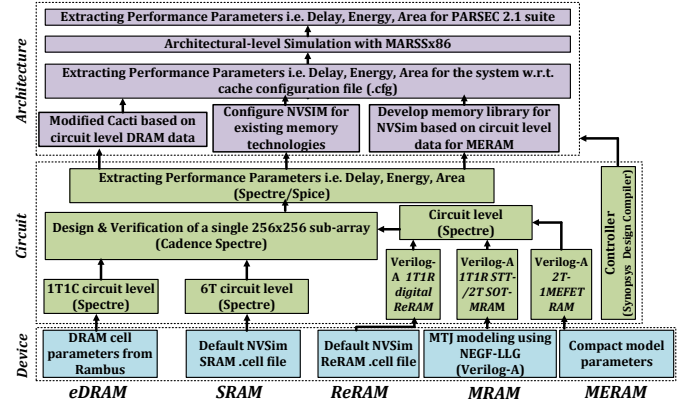 Architecture
Extracting Performance Parameters i.e. Delay, Energy, Area for PARSEC 2.1 suite
Architectural-level Simulation with MARSSx86
Extracting Performance Parameters i.e. Delay, Energy, Area for the system w.r.t.
cache configuration file (.cfg)
Modified Cacti based on
circuit level DRAM data
Configure NVSIM for
existing memory
technologies
Develop memory library for
NVSim based on circuit level
data for MERAM
Circuit
Extracting Performance Parameters i.e. Delay, Energy, Area
(Spectre/Spice)
Design & Verification of a single 256x256 sub-array
(Cadence Spectre)
Circuit level
(Spectre)
Controller
(Synopsys Design Compiler)
1T1C circuit level
(Spectre)
6T circuit level
(Spectre)
Verilog-
A 1T1R
digital
ReRAM
Verilog-A
1T1R STT-
/2T SOT-
MRAM
Verilog-
A 2T-
1MEFET
RAM
Device
DRAM cell
parameters from
Rambus
Default NVSim
SRAM .cell file
Default NVSim
ReRAM .cell file
MTJ modeling using
NEGF-LLG
(Verilog-A)
Compact model
parameters
eDRAM
SRAM
ReRAM
MRAM
MERAM